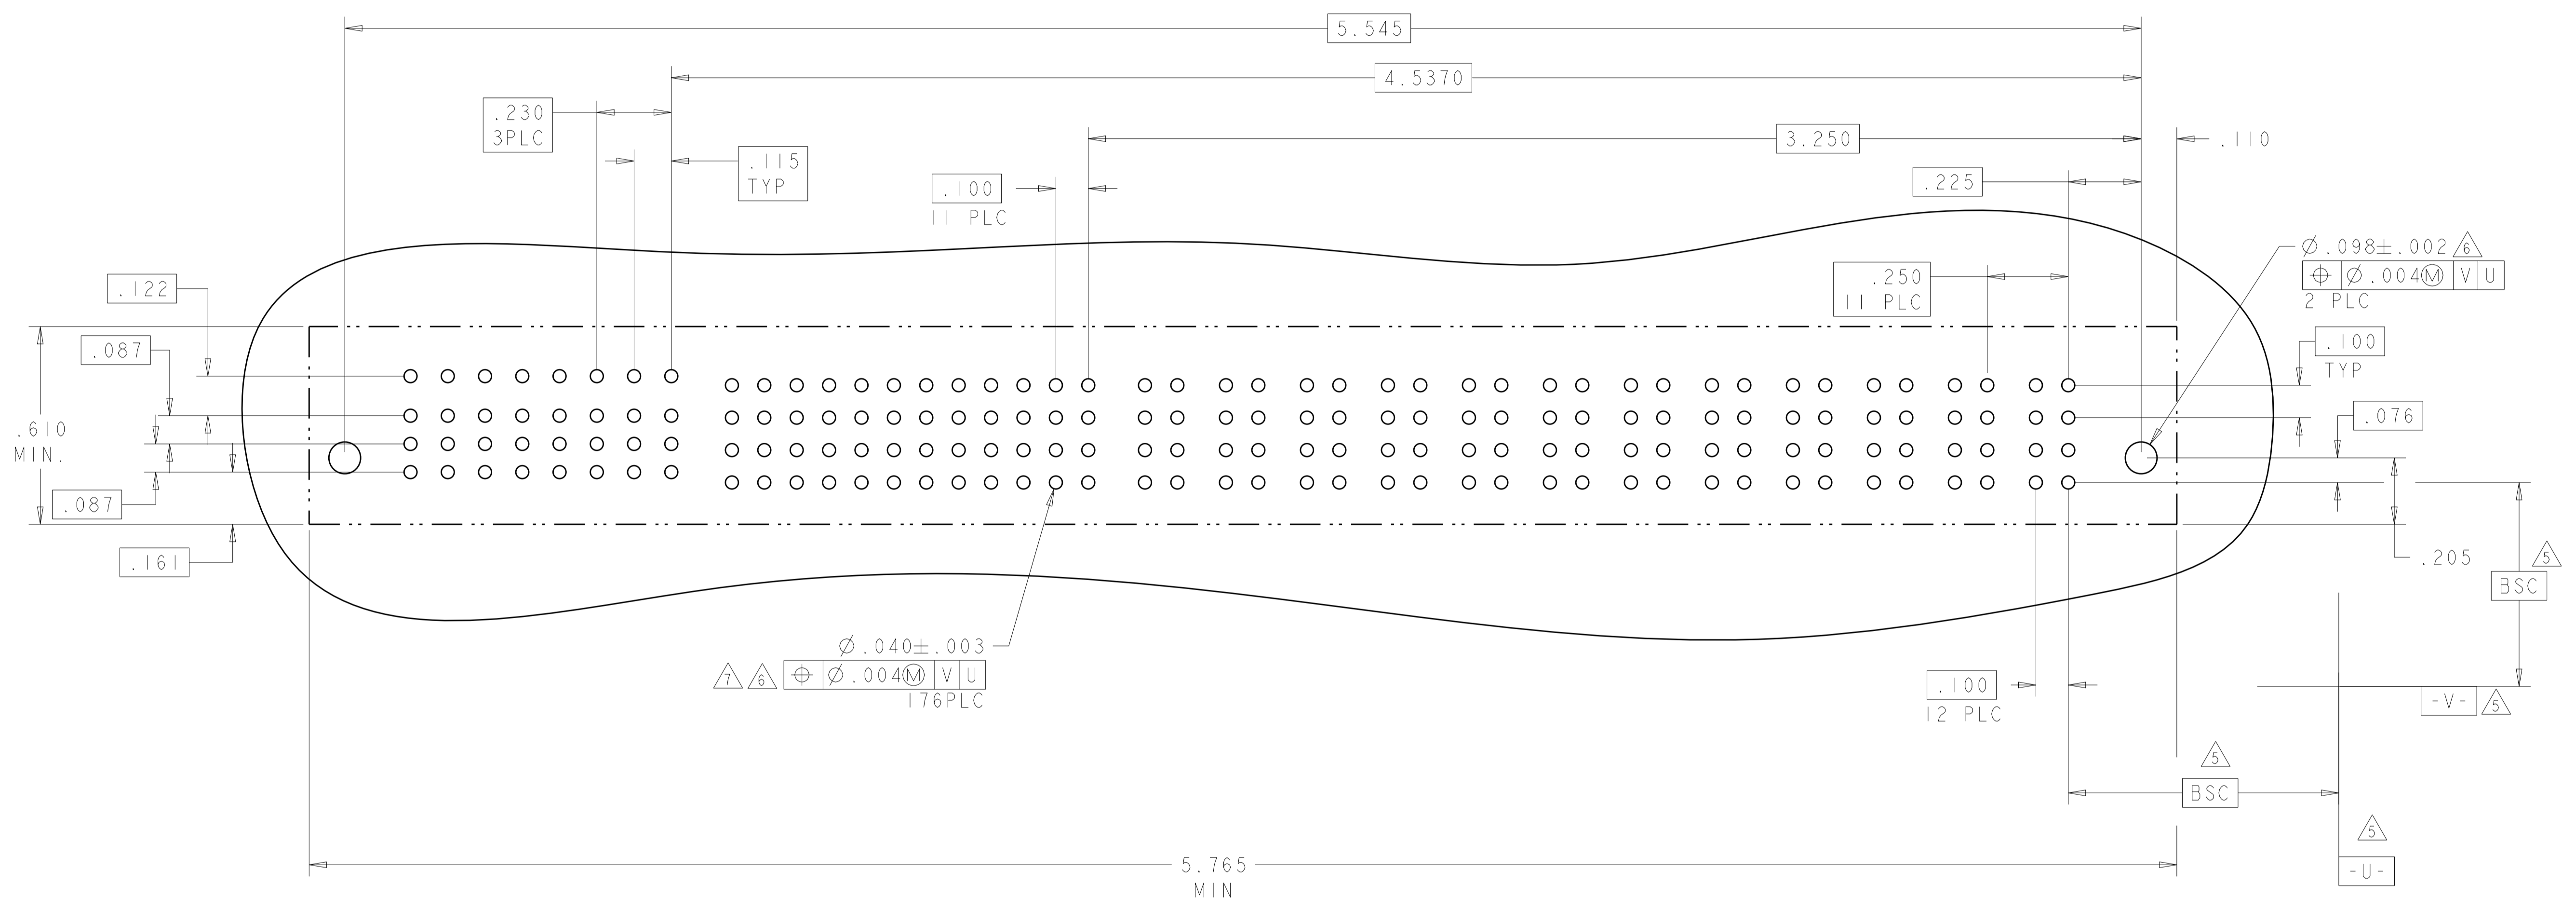 5.545
4.5370
.230
3PLC
.115
TYP
3.250
.110
.100
11 PLC
.225
Ø.098±.002 6
⌖ Ø.004Ⓜ V U
2 PLC
.250
11 PLC
.122
.087
.100
TYP
.076
.610
MIN.
.087
.161
.205
5
BSC
Ø.040±.003
7 6 ⌖ Ø.004Ⓜ V U
176PLC
.100
12 PLC
-V- 5
5
BSC
5
-U-
5.765
MIN